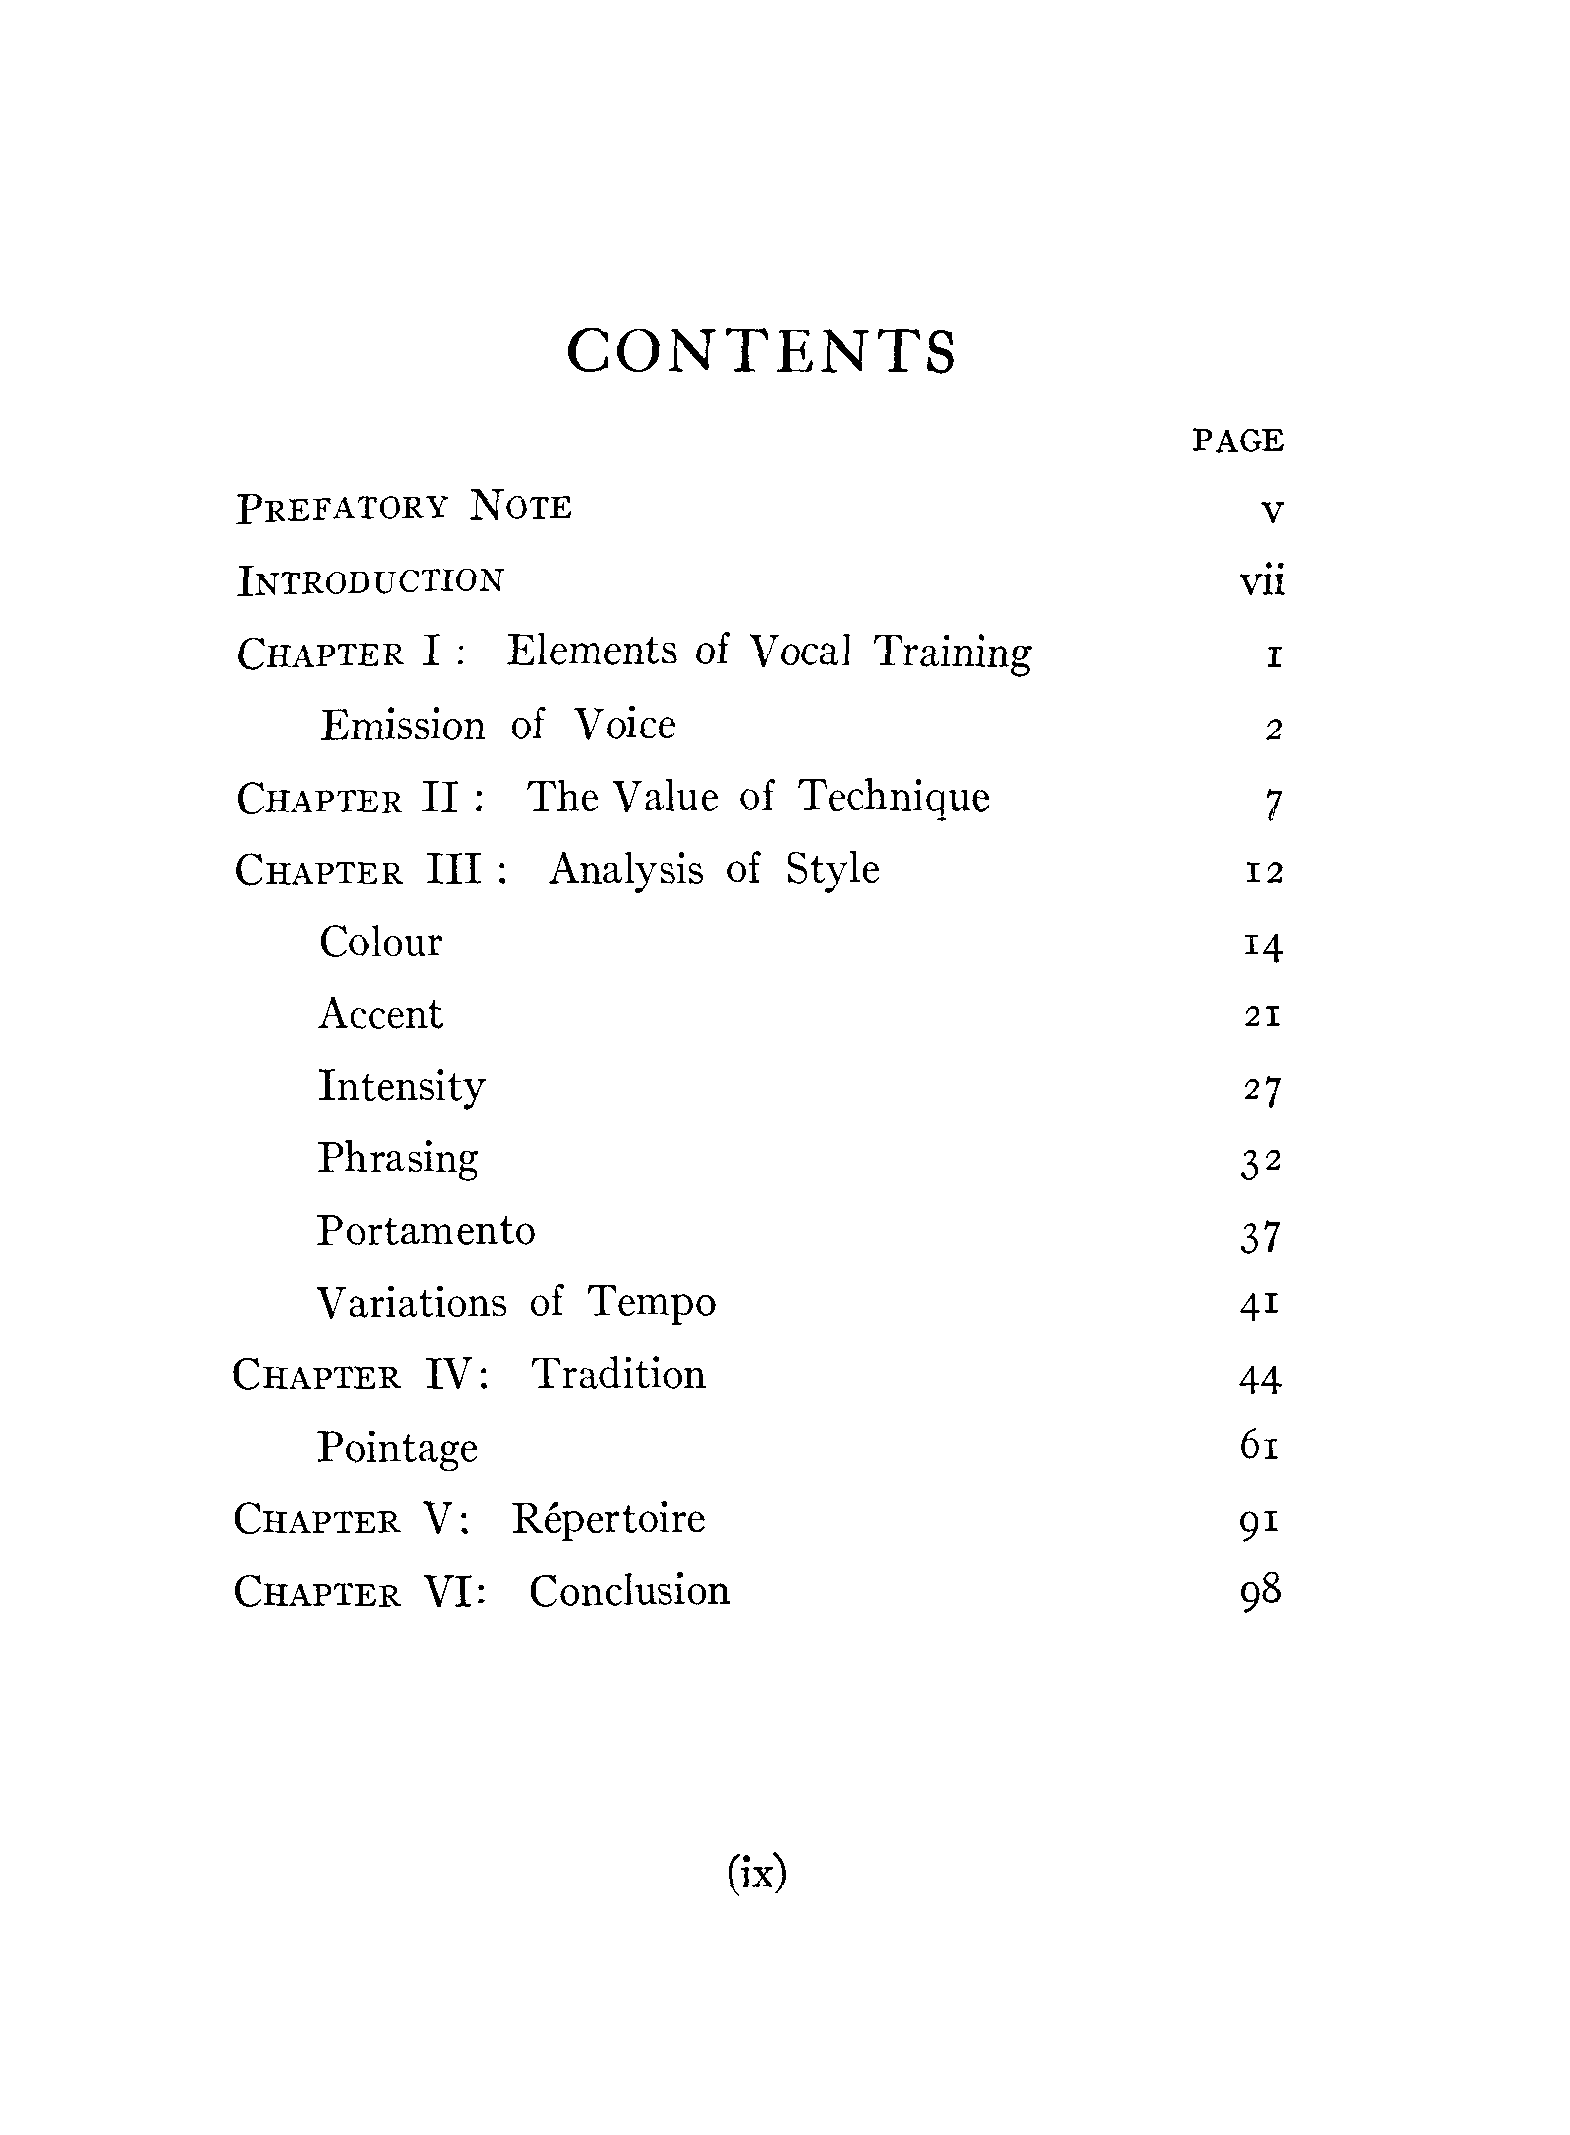 CONTENTS
PAGE
PREFATORY NOTE v
INTRODUCTION vii
CHAPTER I : Elements of Vocal Training 1
Emission of Voice 2
CHAPTER II : The Value of Technique 7
CHAPTER III : Analysis of Style 12
Colour 14
Accent 21
Intensity 27
Phrasing 32
Portamento 37
Variations of Tempo 41
CHAPTER IV: Tradition 44
Pointage 61
CHAPTER V: Répertoire 91
CHAPTER VI: Conclusion 98
(ix)